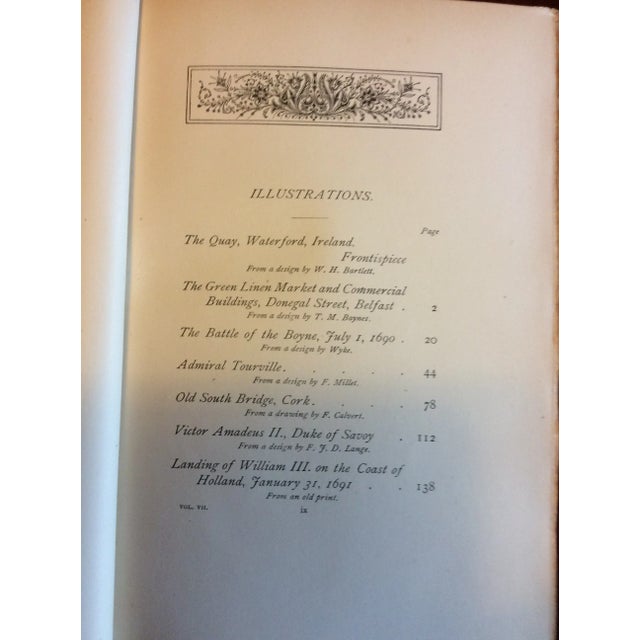 ILLUSTRATIONS.
Page
The Quay, Waterford, Ireland.
Frontispiece
From a design by W. H. Bartlett.
The Green Linen Market and Commercial
Buildings, Donegal Street, Belfast . 2
From a design by T. M. Baynes.
The Battle of the Boyne, July 1, 1690 . 20
From a design by Wyke.
Admiral Tourville . . . . 44
From a design by F. Millet.
Old South Bridge, Cork . . . . 78
From a drawing by F. Calvert.
Victor Amadeus II., Duke of Savoy . 112
From a design by F. J. D. Lange.
Landing of William III. on the Coast of
Holland, January 31, 1691 . . 138
From an old print.
VOL. VII. ix